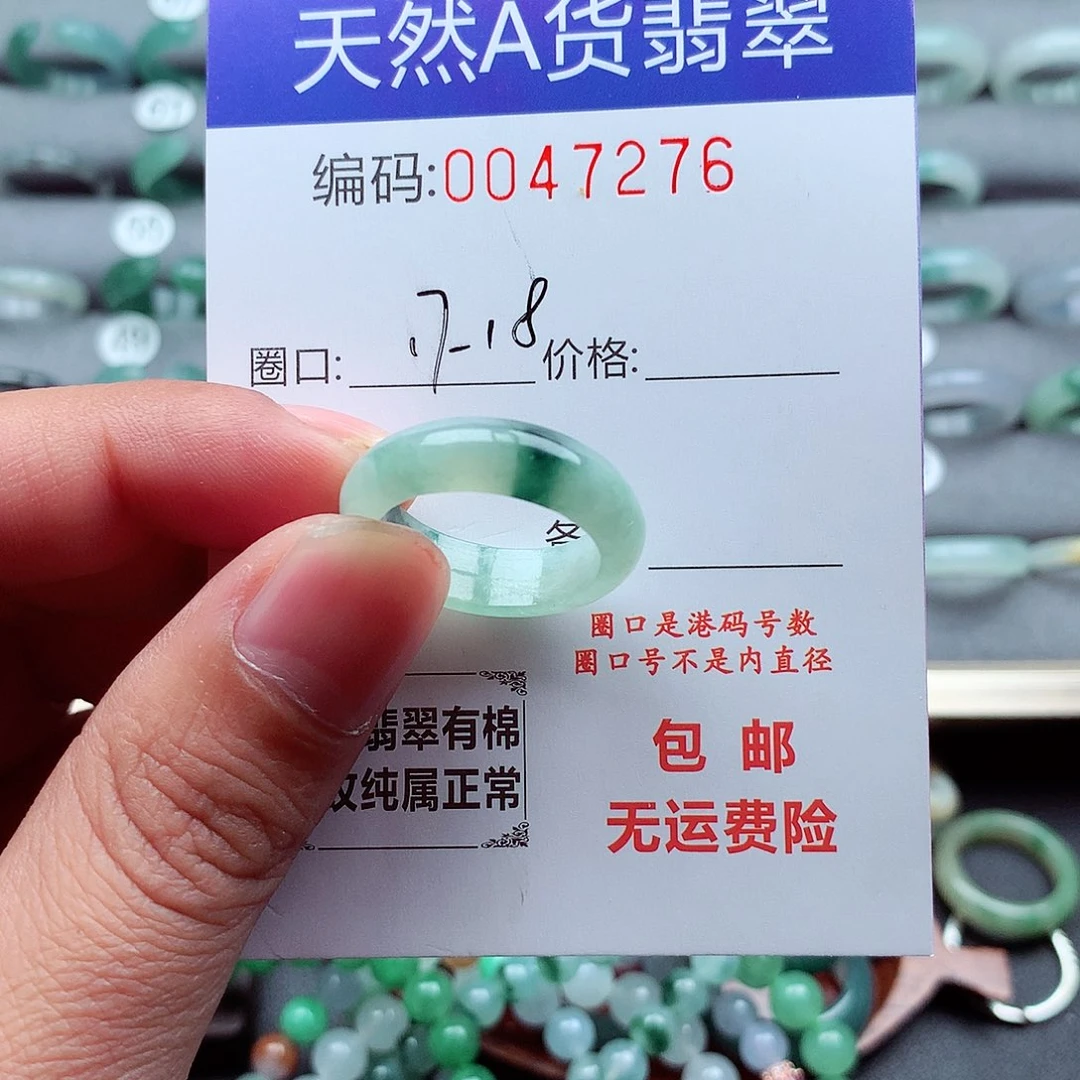 天然A货翡翠
编码:0047276
圈口: 17-18 价格:
圈口是港码号数
圈口号不是内直径
翡翠有棉
纹纯属正常
包 邮
无运费险